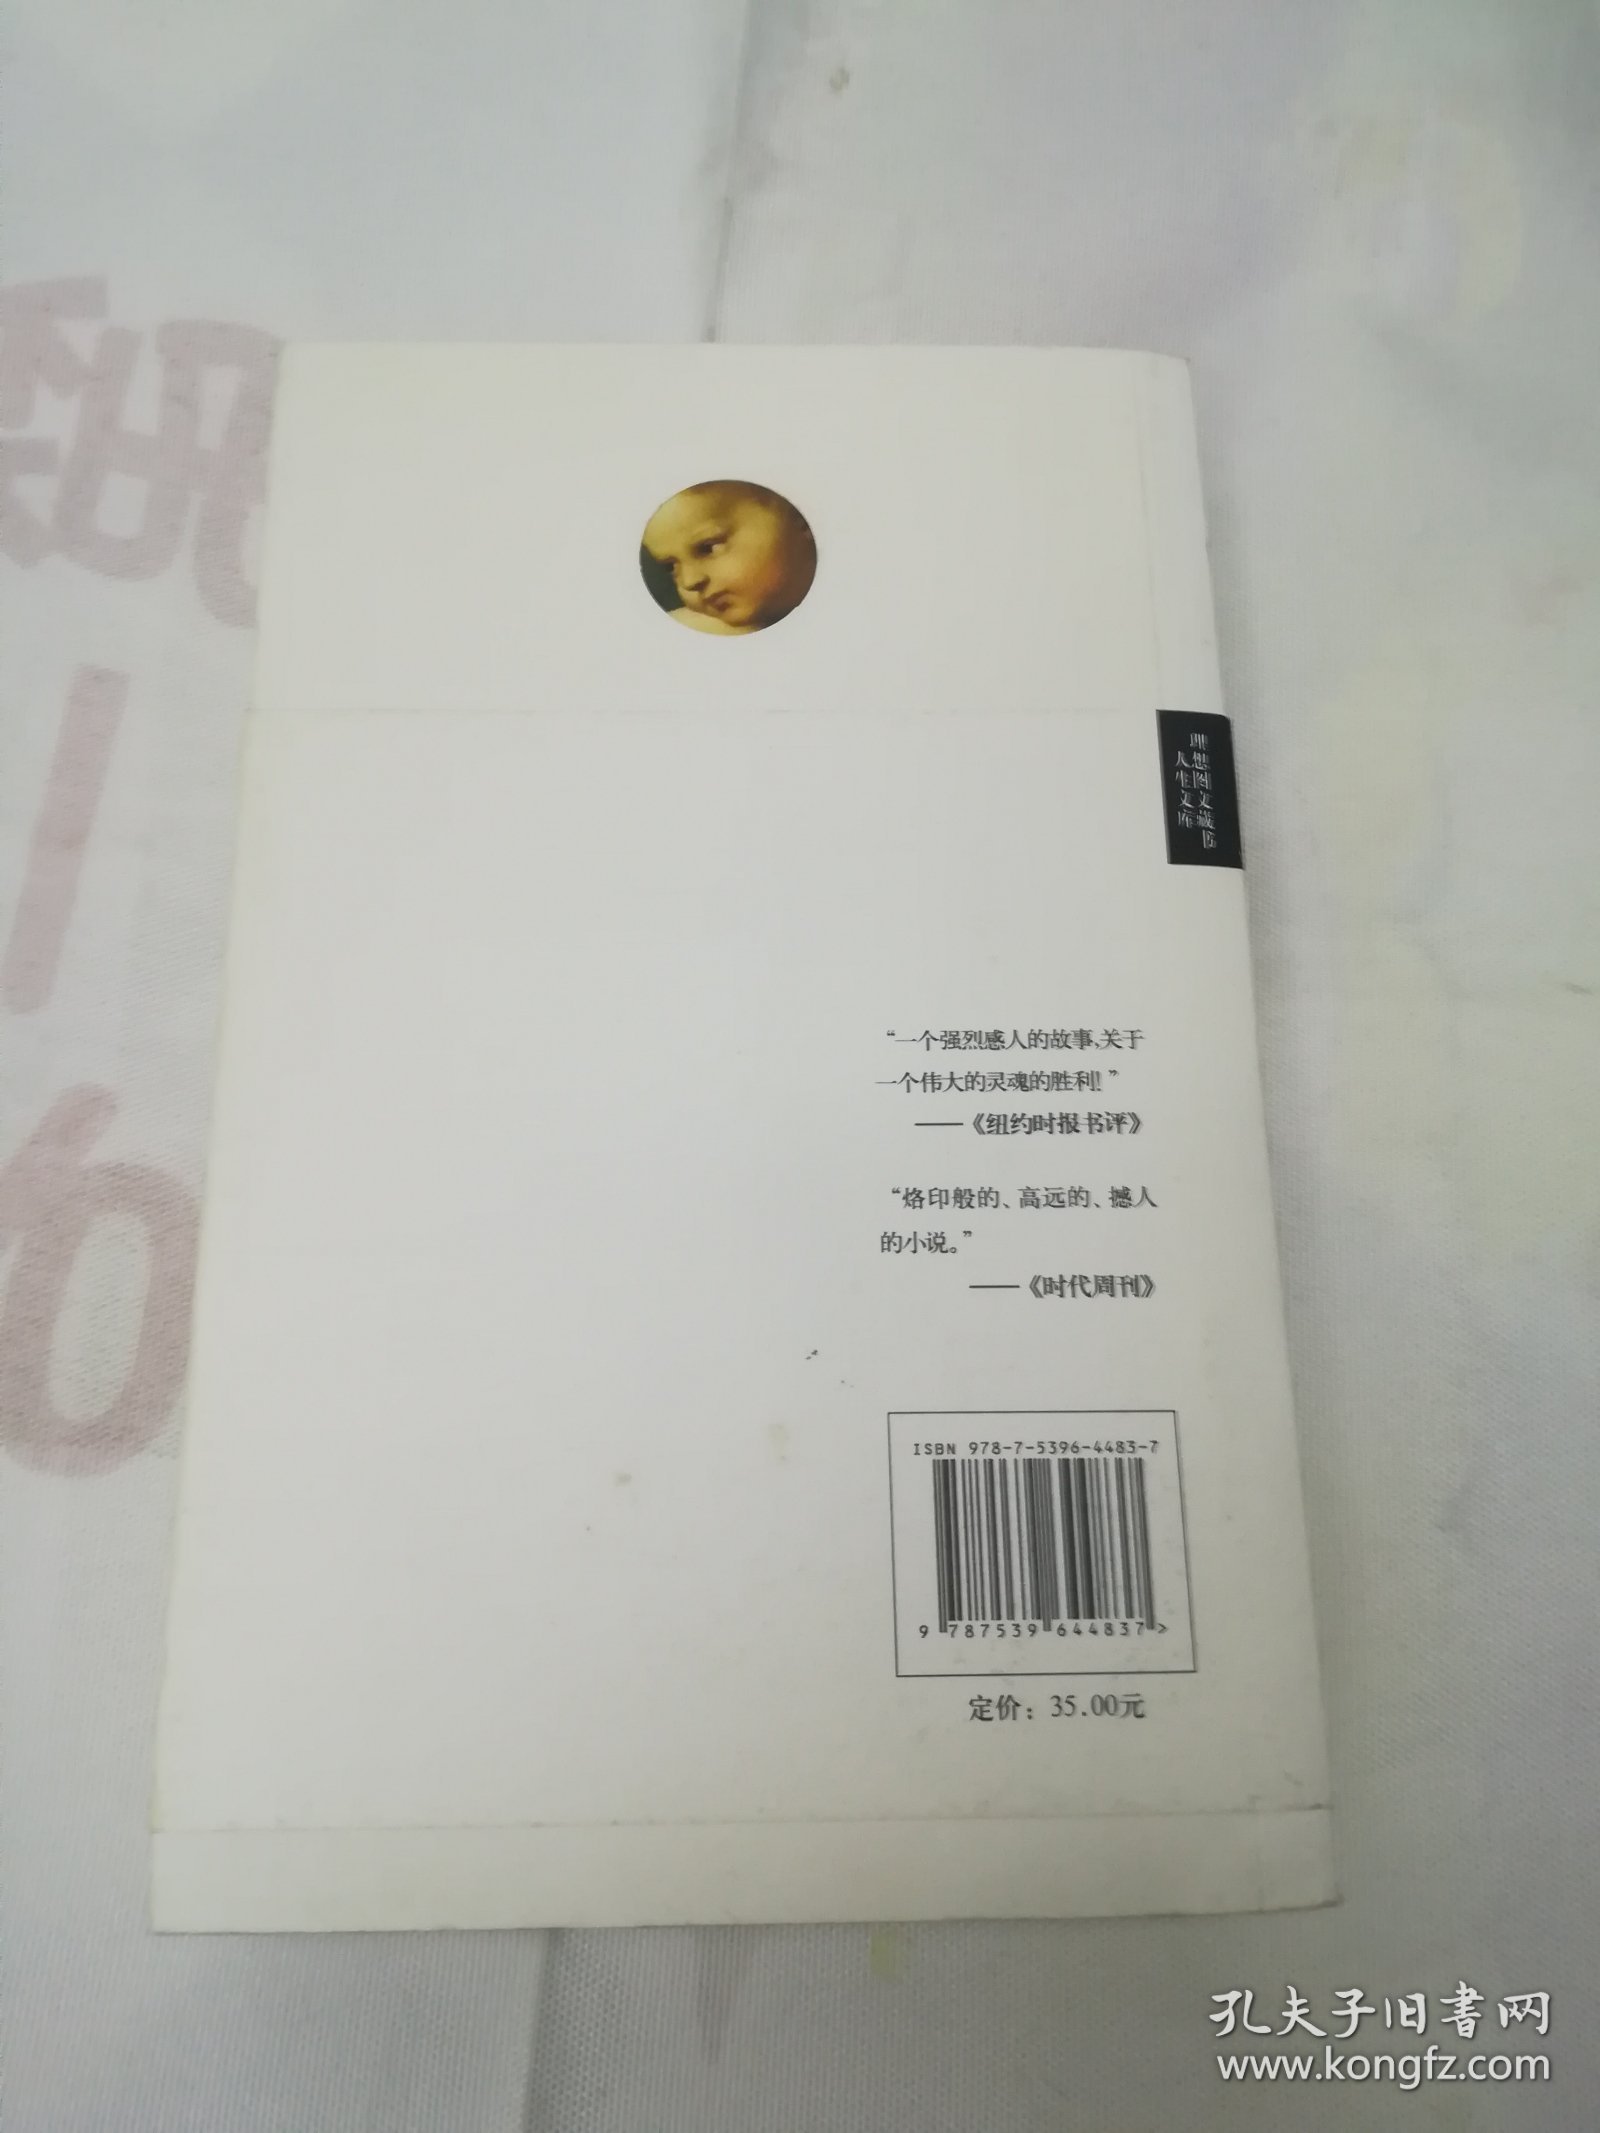 理想图文藏书
人生文库
“一个强烈感人的故事,关于
一个伟大的灵魂的胜利!”
——《纽约时报书评》
“烙印般的、高远的、撼人
的小说。”
——《时代周刊》
ISBN 978-7-5396-4483-7
9 787539 644837 >
定价：35.00元
孔夫子旧书网
www.kongfz.com